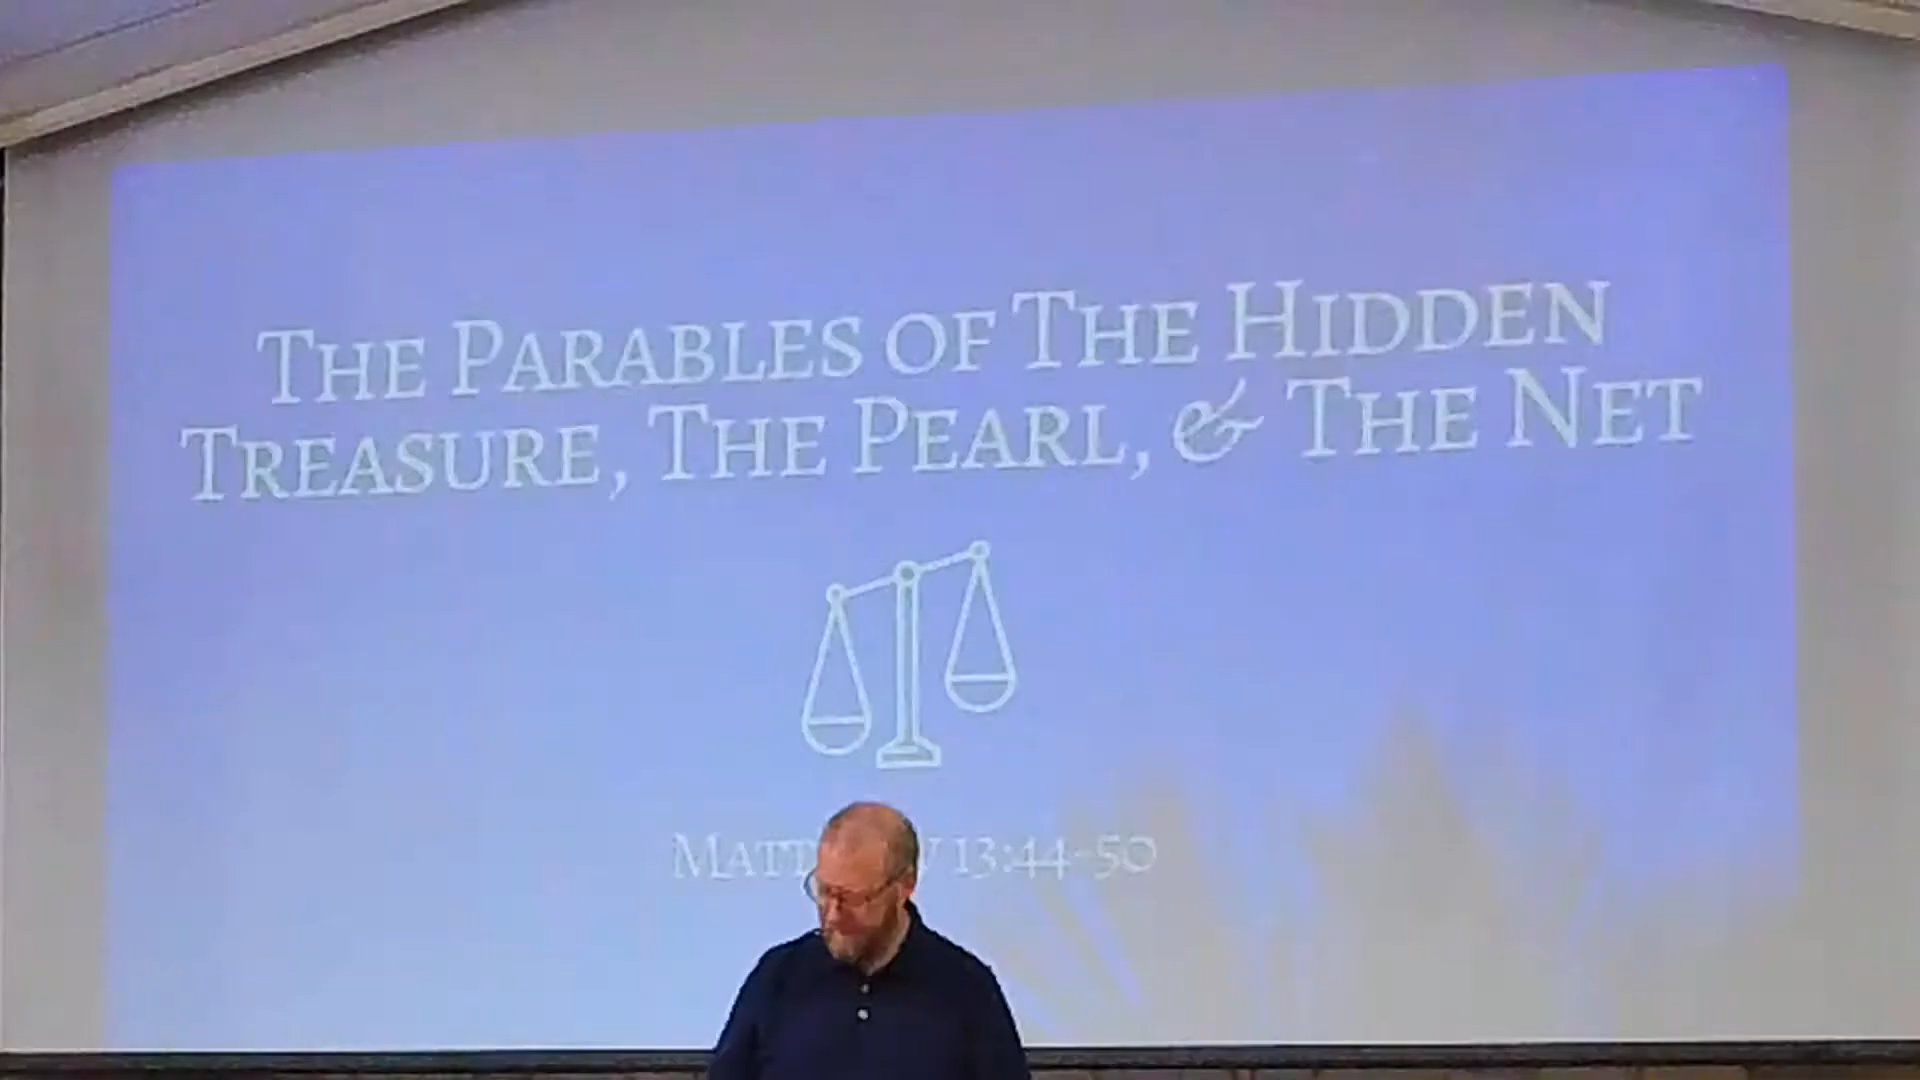 The Parables of The Hidden
Treasure, The Pearl, & The Net
13:44-50